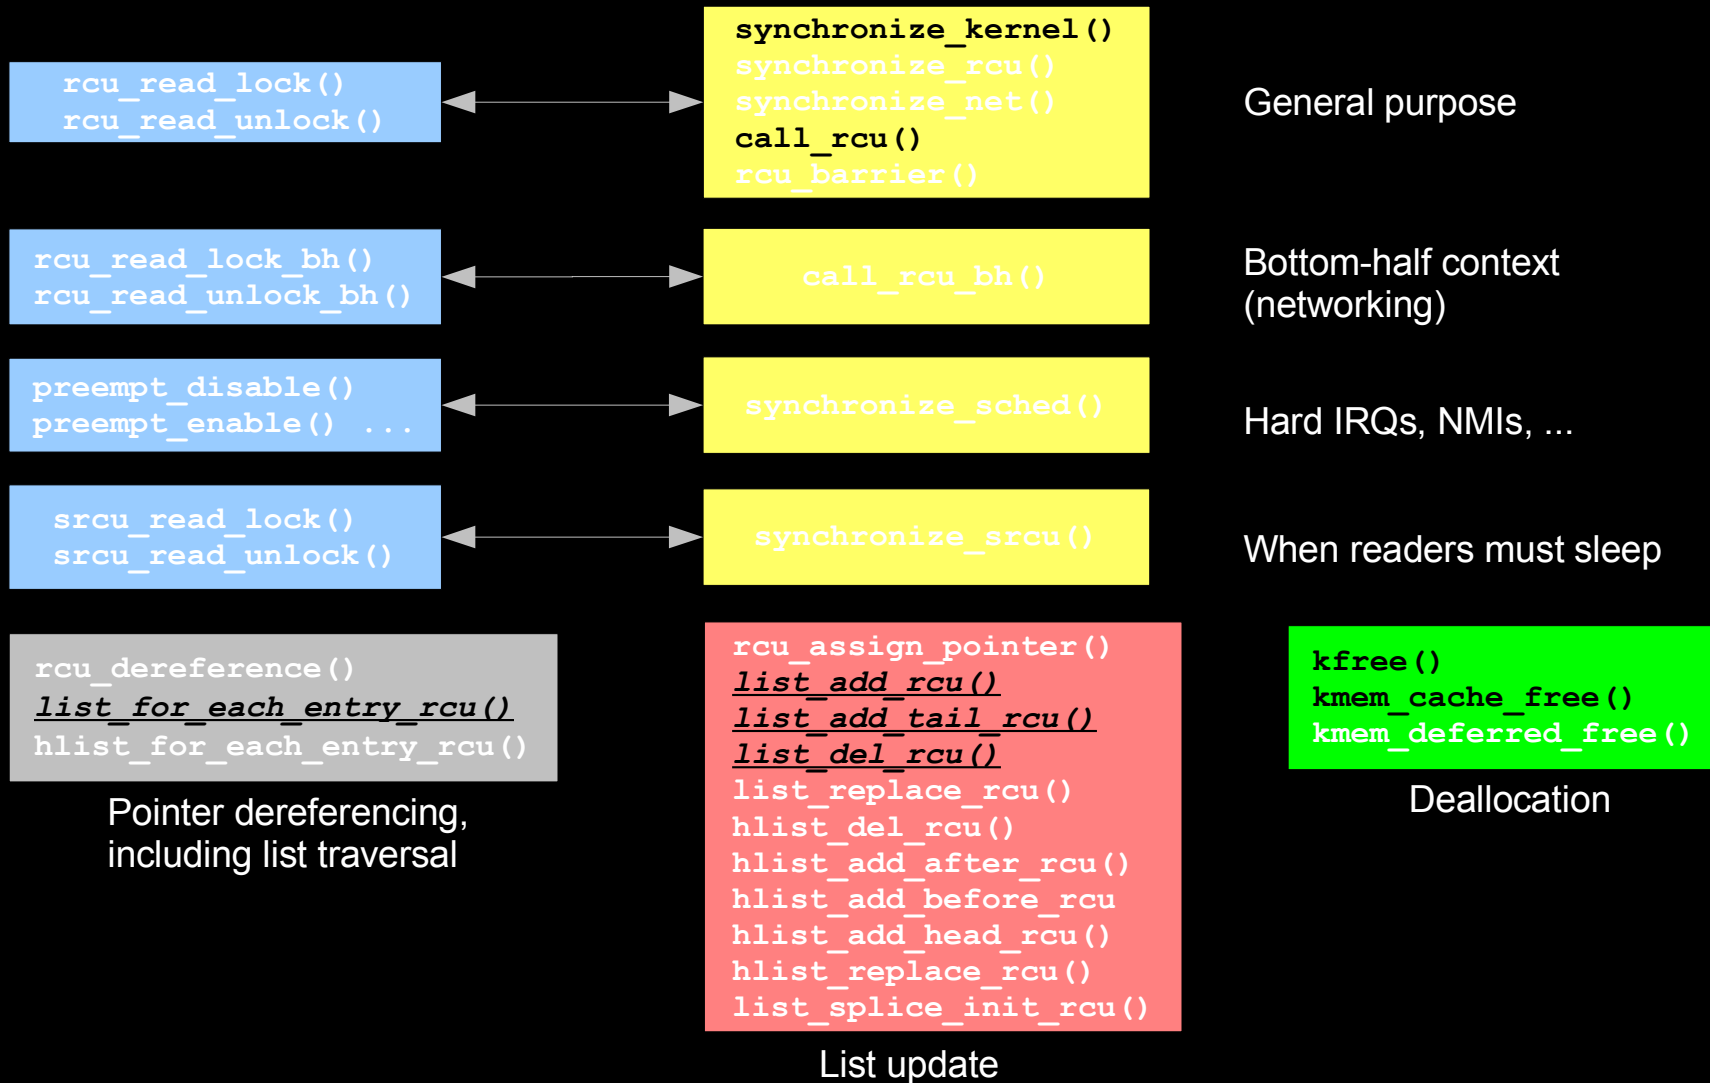 rcu_read_lock()
rcu_read_unlock()
synchronize_kernel()
synchronize_rcu()
synchronize_net()
call_rcu()
rcu_barrier()
General purpose
rcu_read_lock_bh()
rcu_read_unlock_bh()
call_rcu_bh()
Bottom-half context
(networking)
preempt_disable()
preempt_enable() ...
synchronize_sched()
Hard IRQs, NMIs, ...
srcu_read_lock()
srcu_read_unlock()
synchronize_srcu()
When readers must sleep
rcu_dereference()
list_for_each_entry_rcu()
hlist_for_each_entry_rcu()
Pointer dereferencing,
including list traversal
rcu_assign_pointer()
list_add_rcu()
list_add_tail_rcu()
list_del_rcu()
list_replace_rcu()
hlist_del_rcu()
hlist_add_after_rcu()
hlist_add_before_rcu
hlist_add_head_rcu()
hlist_replace_rcu()
list_splice_init_rcu()
List update
kfree()
kmem_cache_free()
kmem_deferred_free()
Deallocation